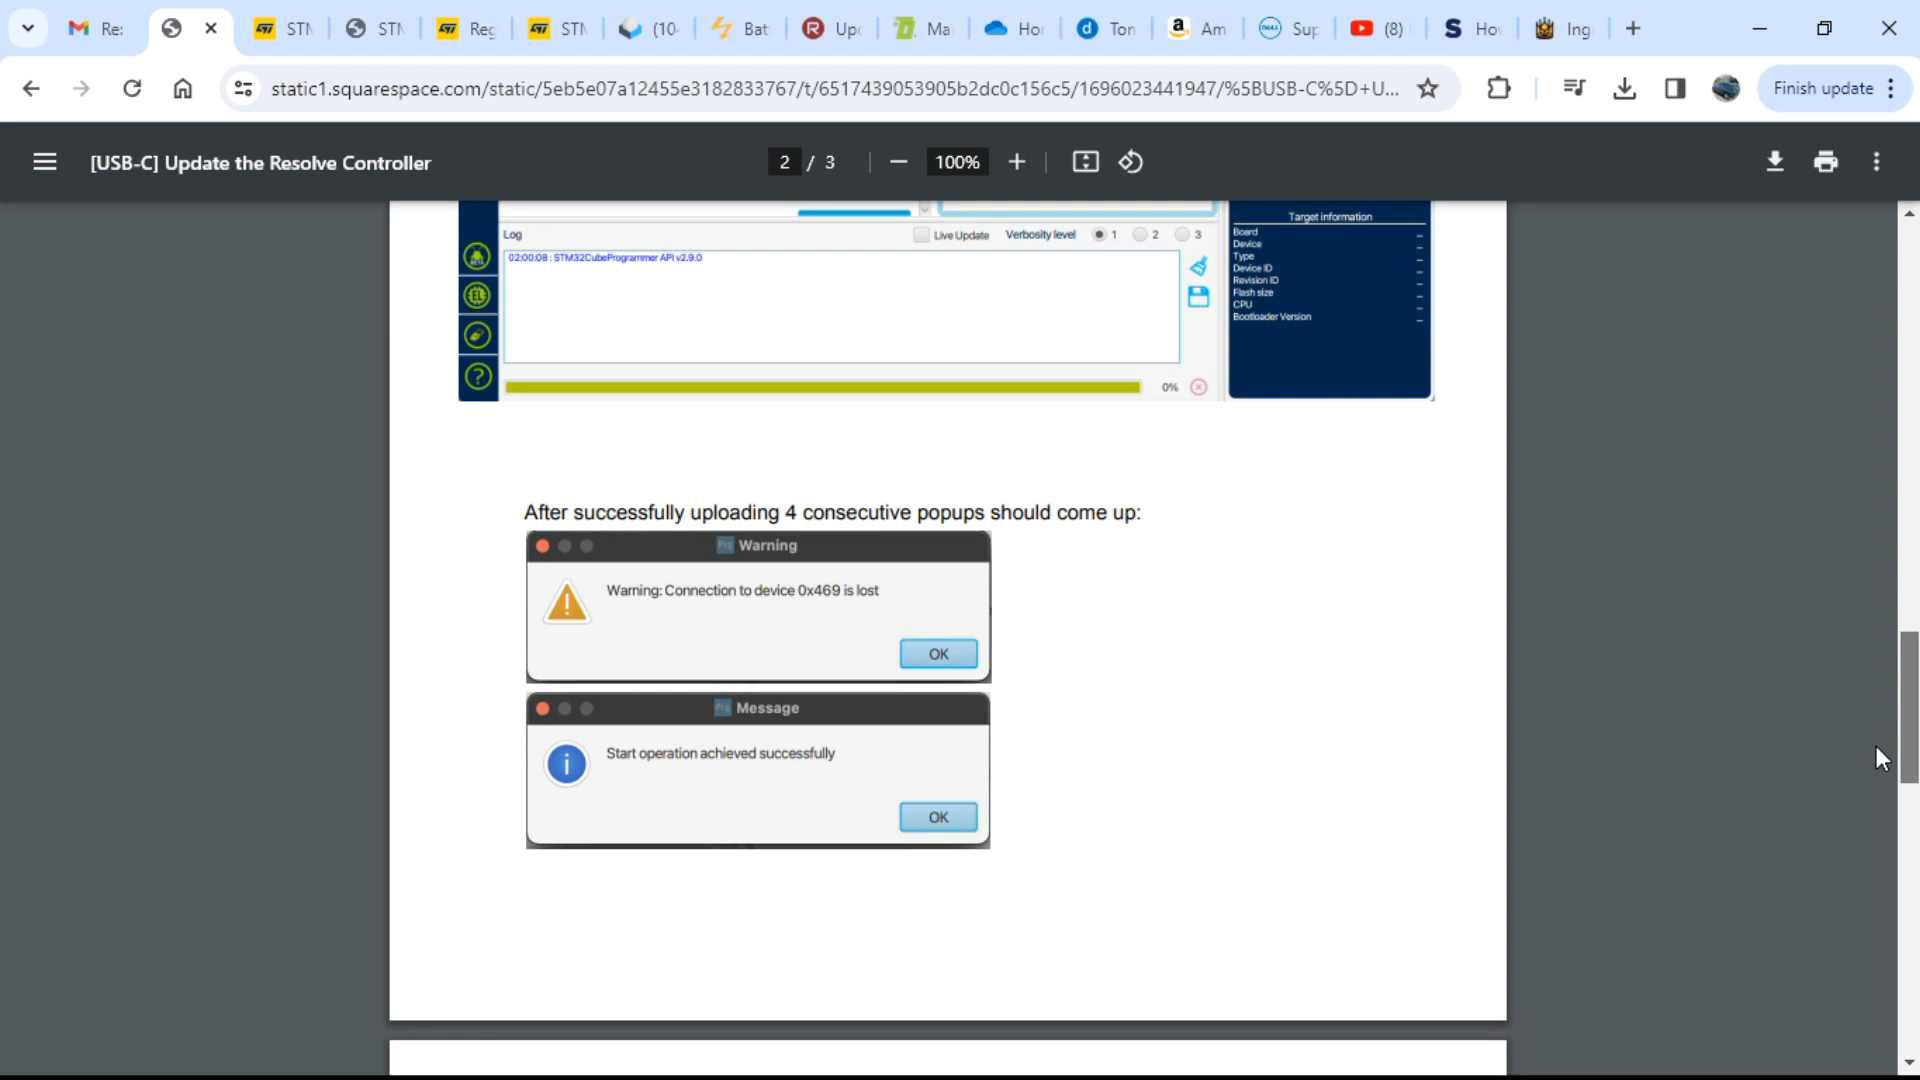 Re:
STM
STM
Reg
STM
(10
Bat
Upc
Ma
Hor
Ton
Am
Sup
(8)
Hov
Ing
static1.squarespace.com/static/5eb5e07a12455e3182833767/t/6517439053905b2dc0c156c5/1696023441947/%5BUSB-C%5D+U...
Finish update
[USB-C] Update the Resolve Controller
2 / 3
100%
Target information
Log
Live Update
Verbosity level
1
2
3
Board
Device
Type
Device ID
Revision ID
Flash size
CPU
Bootloader Version
02:00:08 : STM32CubeProgrammer API v2.9.0
0%
After successfully uploading 4 consecutive popups should come up:
Warning
Warning: Connection to device 0x469 is lost
OK
Message
Start operation achieved successfully
OK